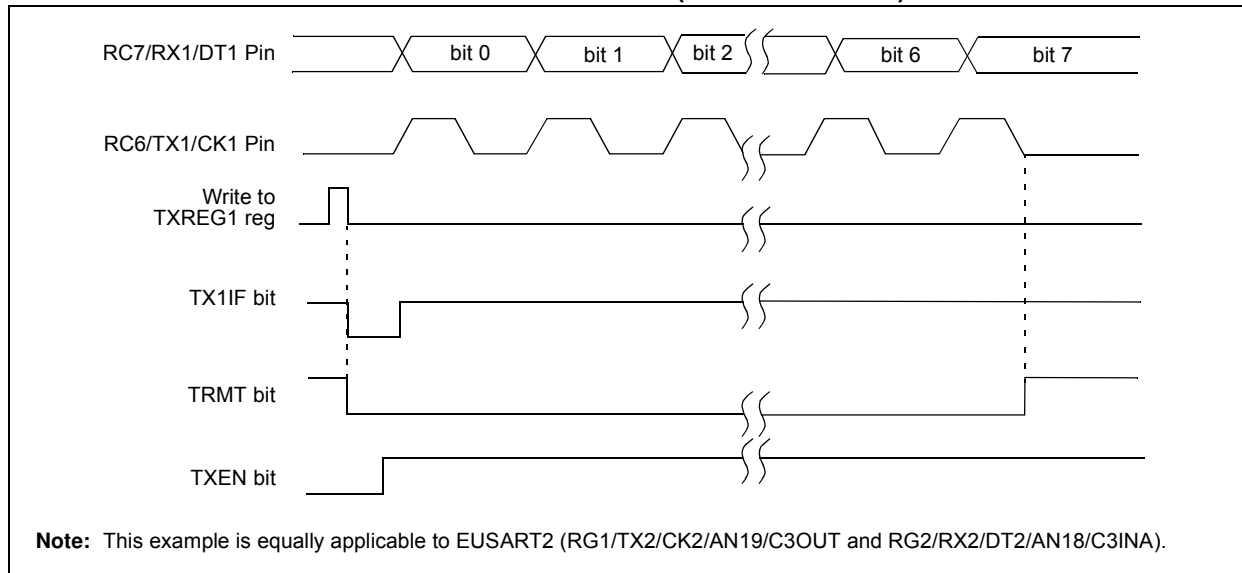 RC7/RX1/DT1 Pin
bit 0
bit 1
bit 2
bit 6
bit 7
RC6/TX1/CK1 Pin
Write to
TXREG1 reg
TX1IF bit
TRMT bit
TXEN bit
Note: This example is equally applicable to EUSART2 (RG1/TX2/CK2/AN19/C3OUT and RG2/RX2/DT2/AN18/C3INA).